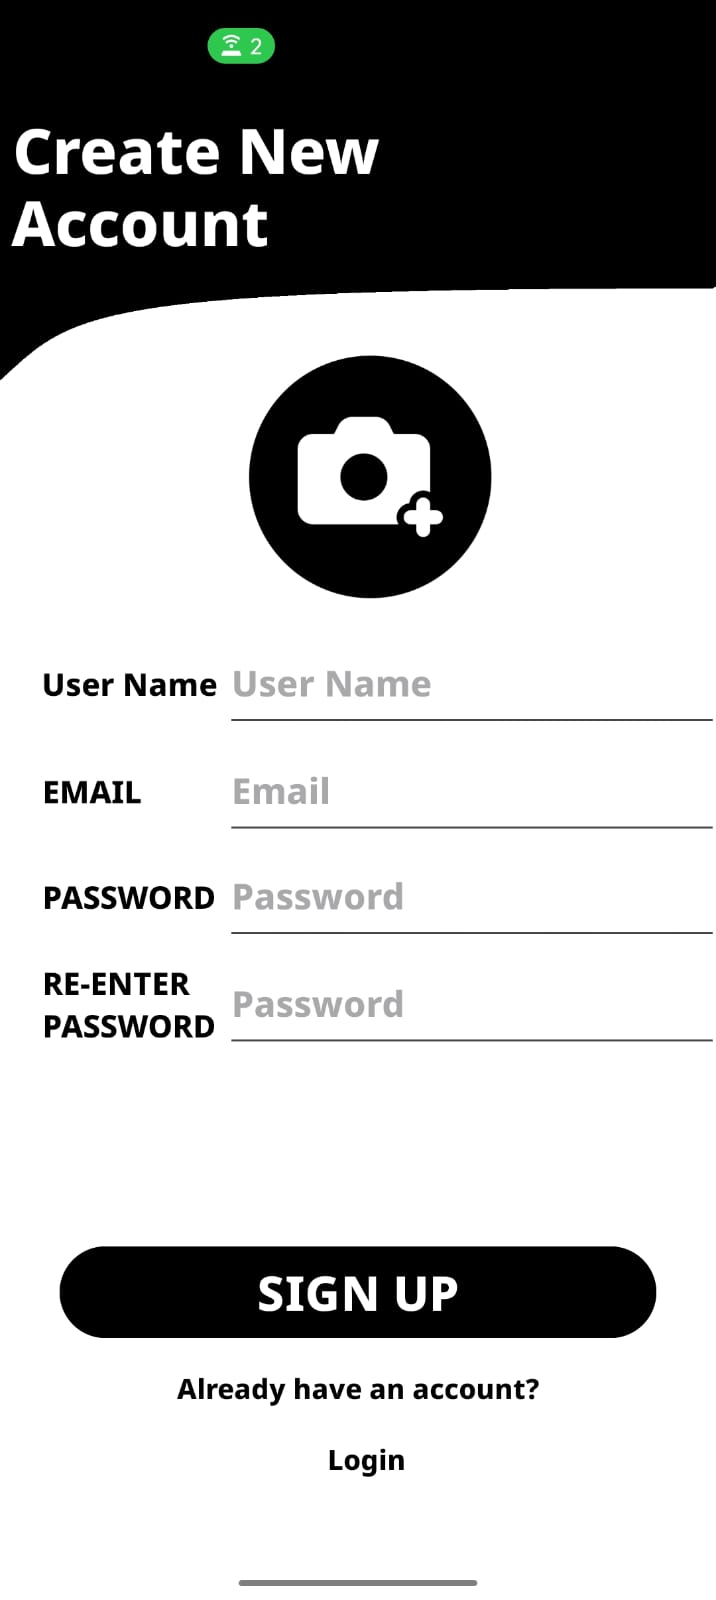 2
Create New
Account
User Name User Name
EMAIL Email
PASSWORD Password
RE-ENTER
PASSWORD Password
SIGN UP
Already have an account?
Login